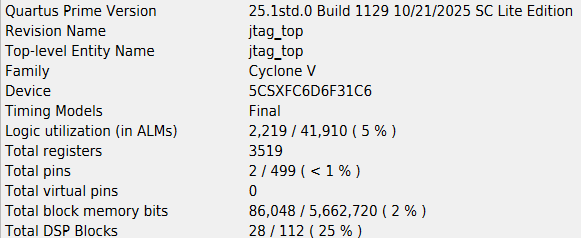 Quartus Prime Version 25.1std.0 Build 1129 10/21/2025 SC Lite Edition
Revision Name jtag_top
Top-level Entity Name jtag_top
Family Cyclone V
Device 5CSXFC6D6F31C6
Timing Models Final
Logic utilization (in ALMs) 2,219 / 41,910 ( 5 % )
Total registers 3519
Total pins 2 / 499 ( < 1 % )
Total virtual pins 0
Total block memory bits 86,048 / 5,662,720 ( 2 % )
Total DSP Blocks 28 / 112 ( 25 % )